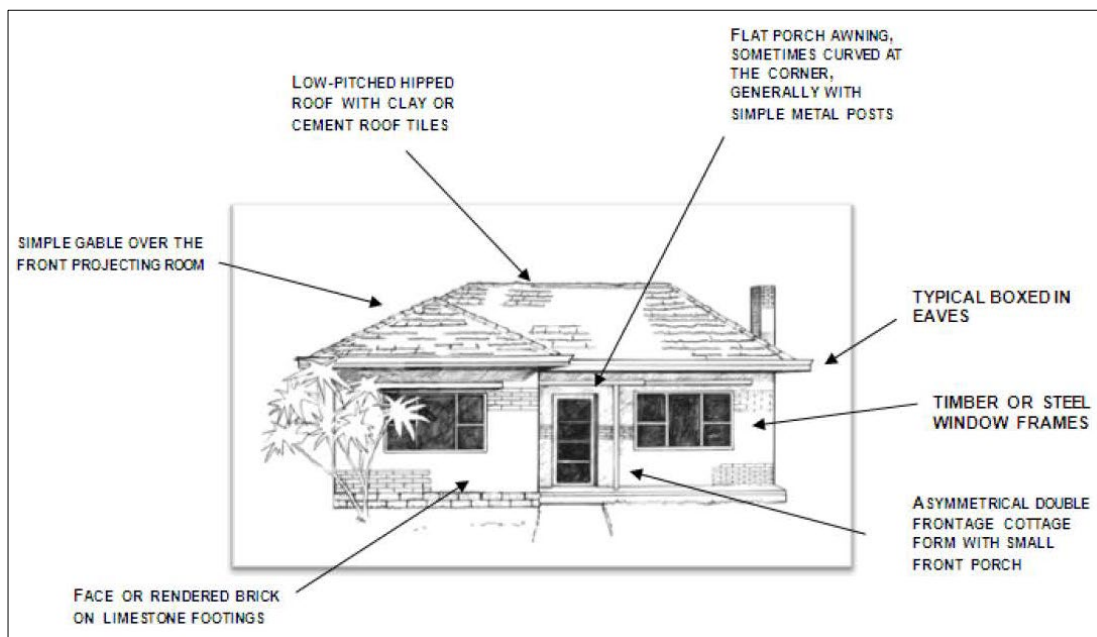 FLAT PORCH AWNING,
SOMETIMES CURVED AT
THE CORNER,
GENERALLY WITH
SIMPLE METAL POSTS
LOW-PITCHED HIPPED
ROOF WITH CLAY OR
CEMENT ROOF TILES
SIMPLE GABLE OVER THE
FRONT PROJECTING ROOM
TYPICAL BOXED IN
EAVES
TIMBER OR STEEL
WINDOW FRAMES
ASYMMETRICAL DOUBLE
FRONTAGE COTTAGE
FORM WITH SMALL
FRONT PORCH
FACE OR RENDERED BRICK
ON LIMESTONE FOOTINGS